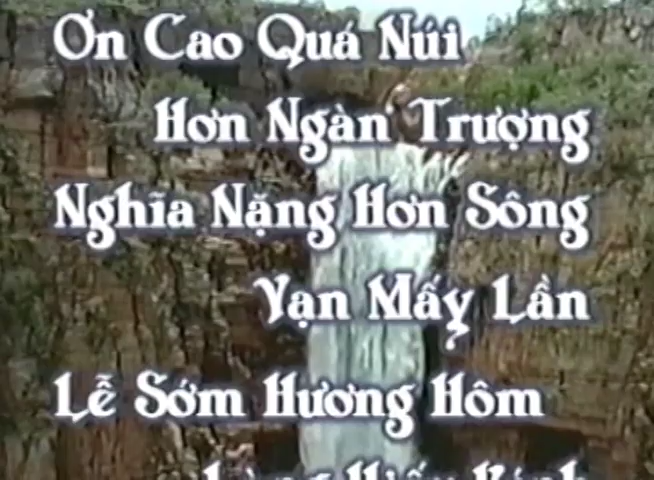 Ơn Cao Quá Núi
Hơn Ngàn Trượng
Nghĩa Nặng Hơn Sông
Vạn Mấy Lần
Lễ Sớm Hương Hôm